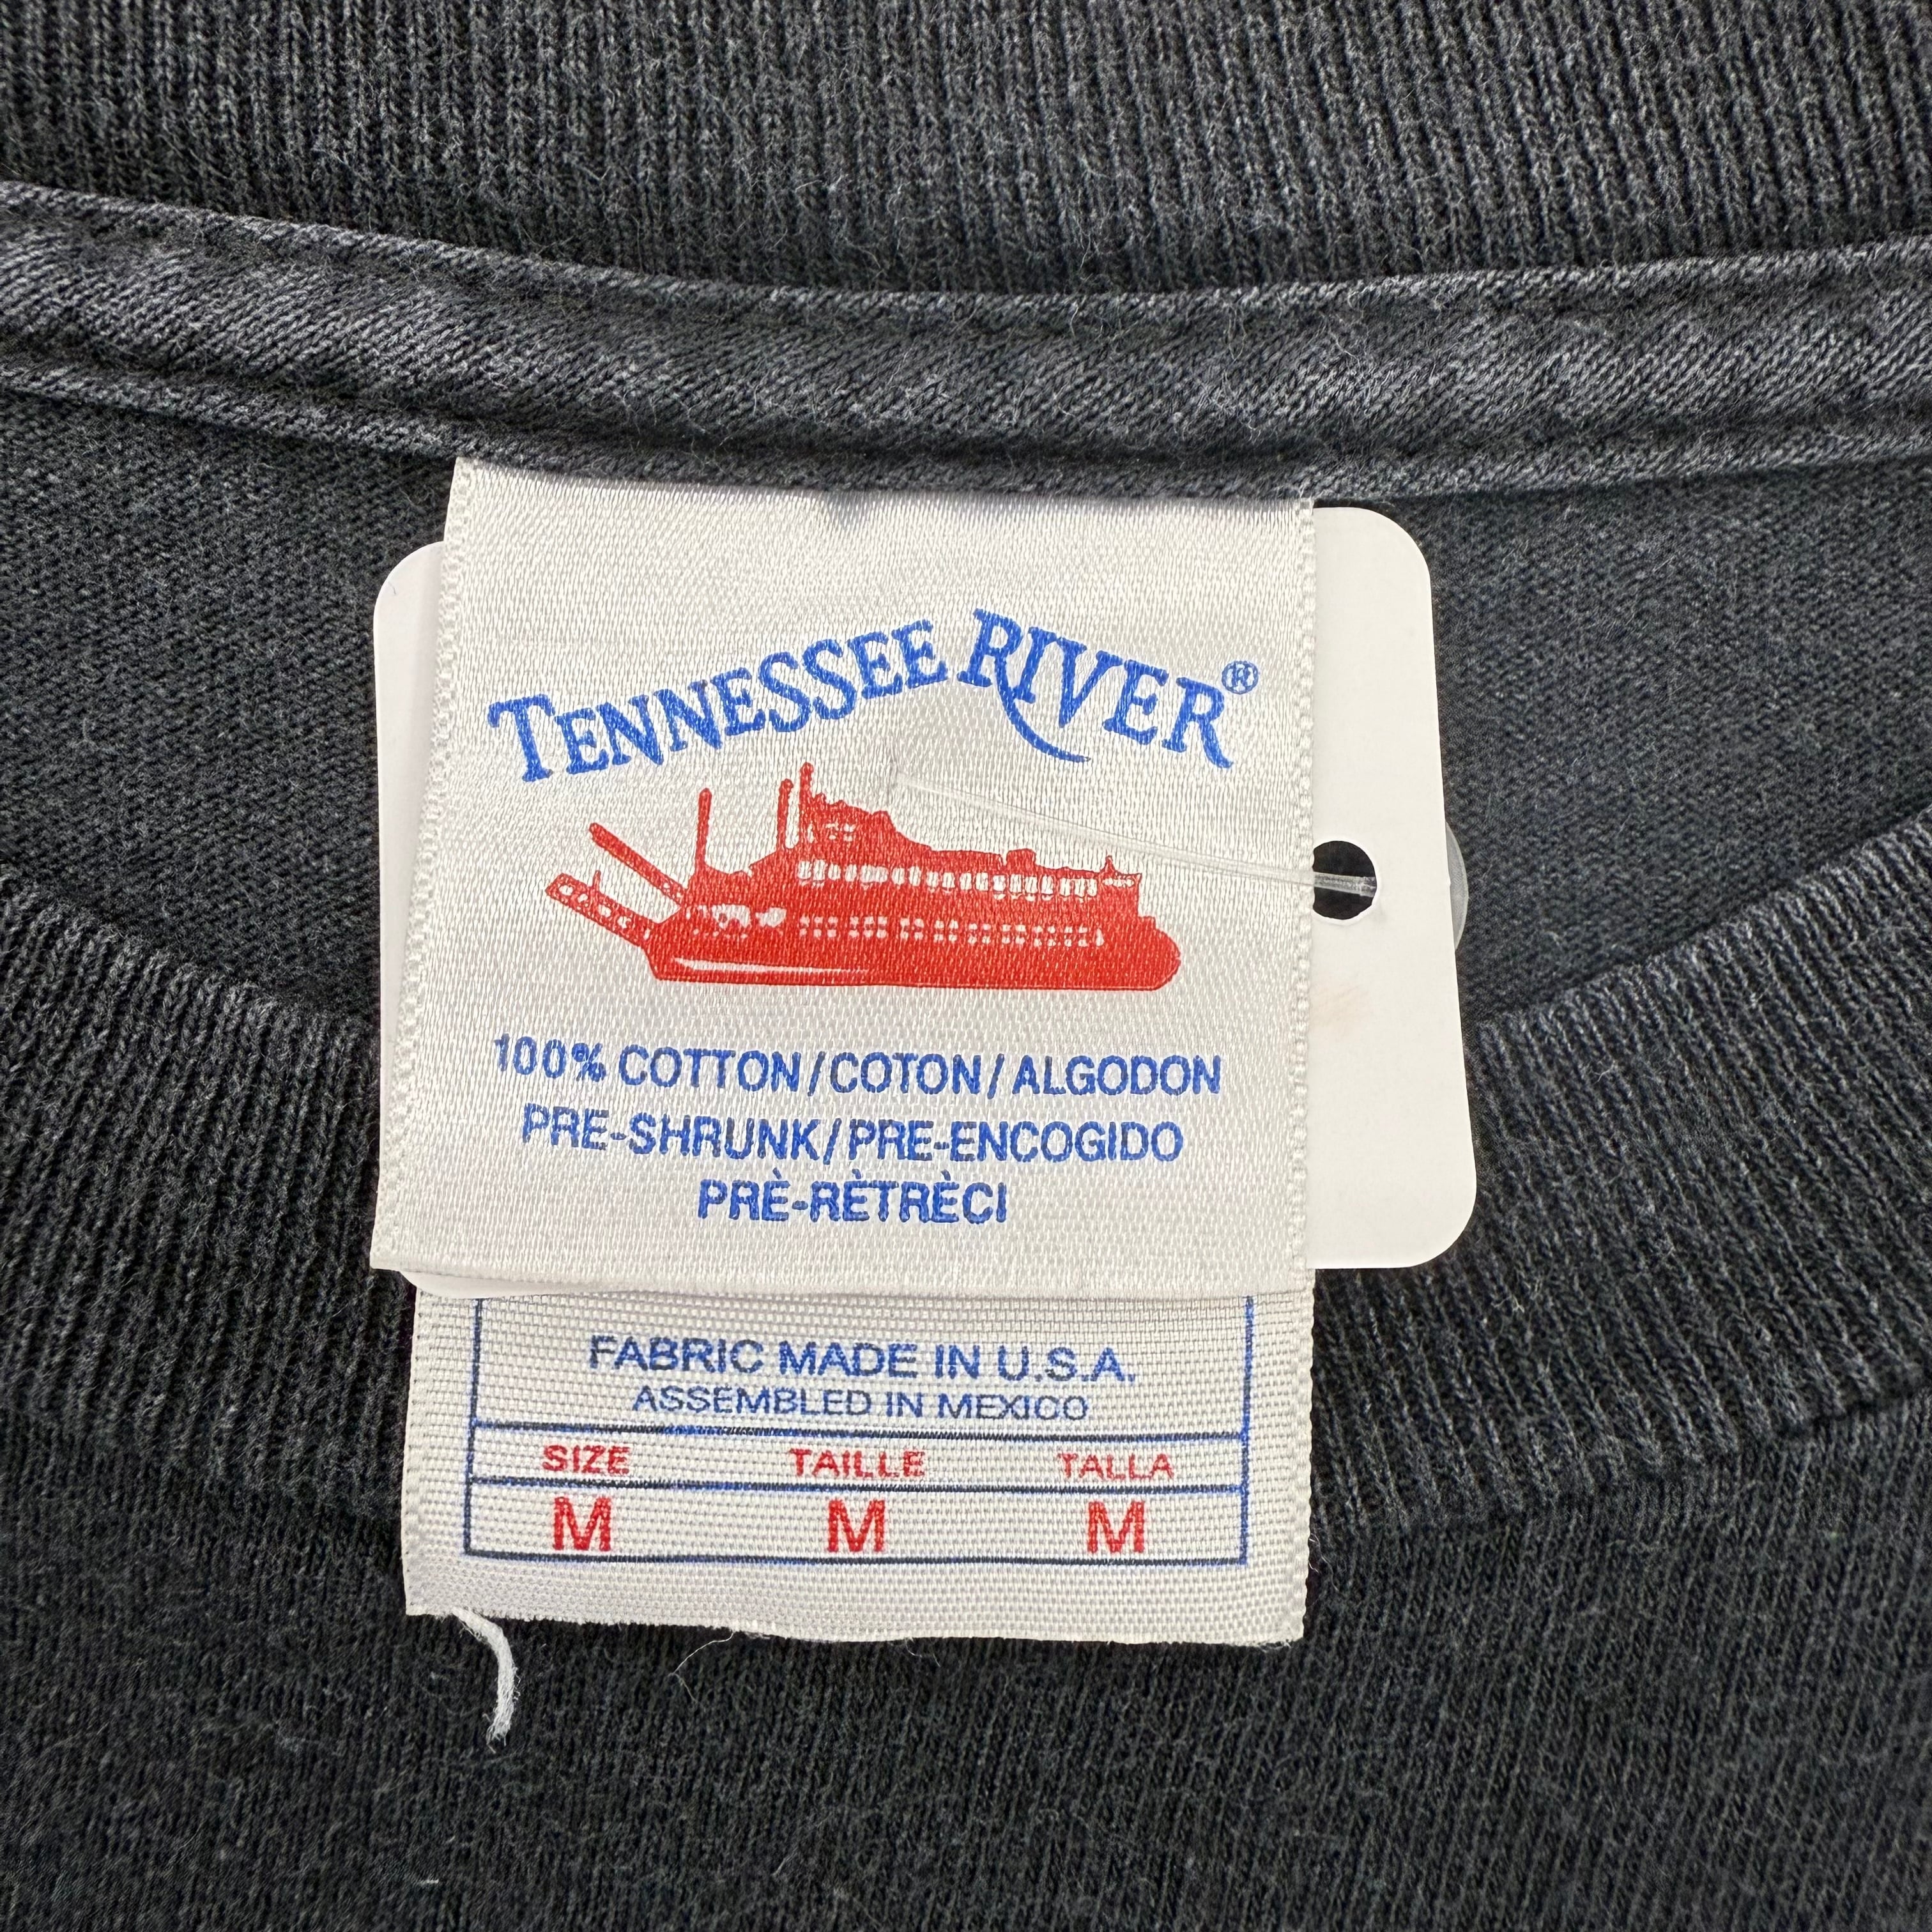 TENNESSEE RIVER®
100% COTTON/COTON/ALGODON
PRE-SHRUNK/PRE-ENCOGIDO
PRÈ-RÈTRÈCI
FABRIC MADE IN U.S.A.
ASSEMBLED IN MEXICO
SIZE TAILLE TALLA
M M M